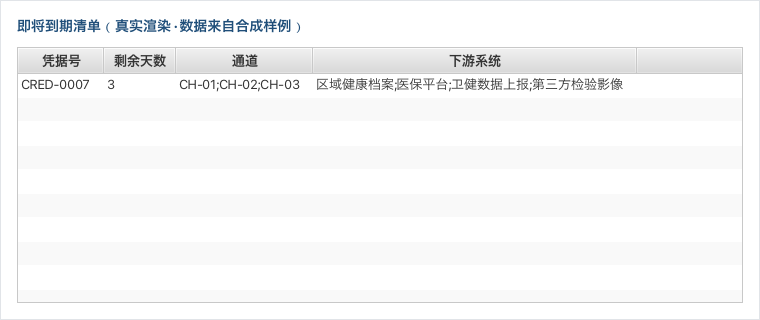 即将到期清单（真实渲染·数据来自合成样例）
凭据号 剩余天数 通道 下游系统
CRED-0007 3 CH-01;CH-02;CH-03 区域健康档案;医保平台;卫健数据上报;第三方检验影像